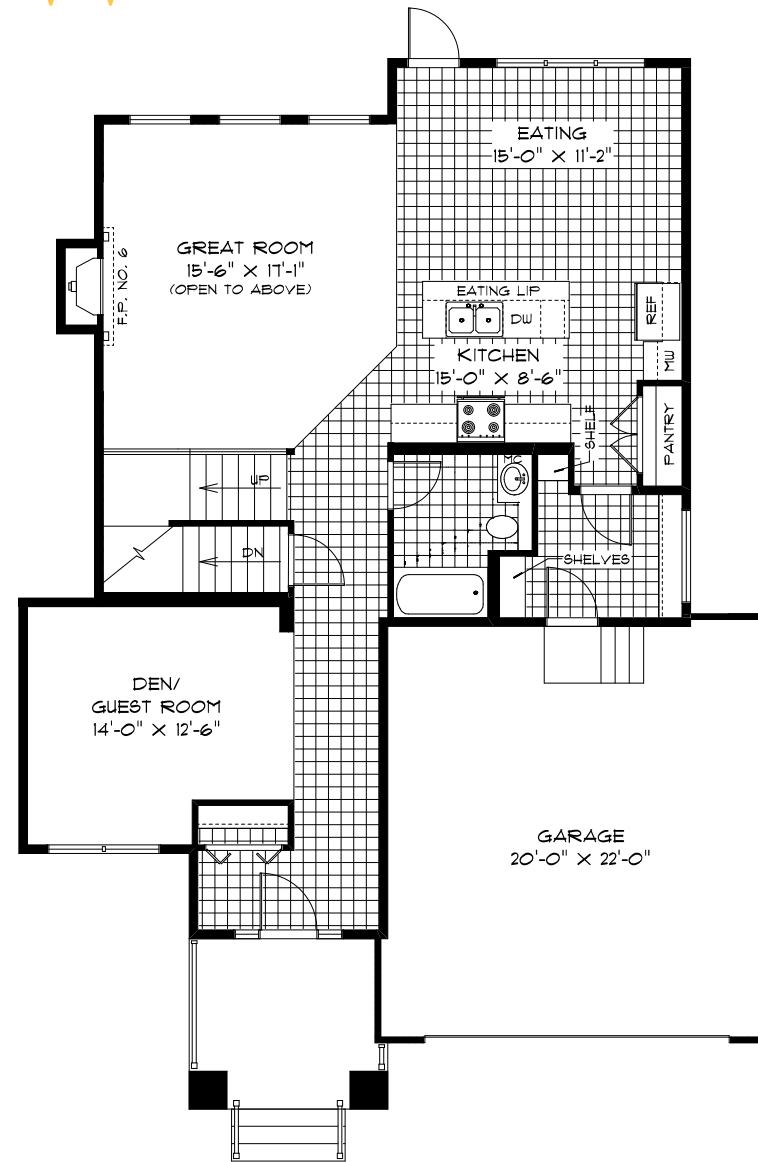 EATING
15'-0" X 11'-2"
GREAT ROOM
15'-6" X 17'-1"
(OPEN TO ABOVE)
F.P. NO. 6
EATING LIP
DW
REF
KITCHEN
15'-0" X 8'-6"
MW
SHELF
PANTRY
MC
UP
DN
SHELVES
DEN/
GUEST ROOM
14'-0" X 12'-6"
GARAGE
20'-0" X 22'-0"